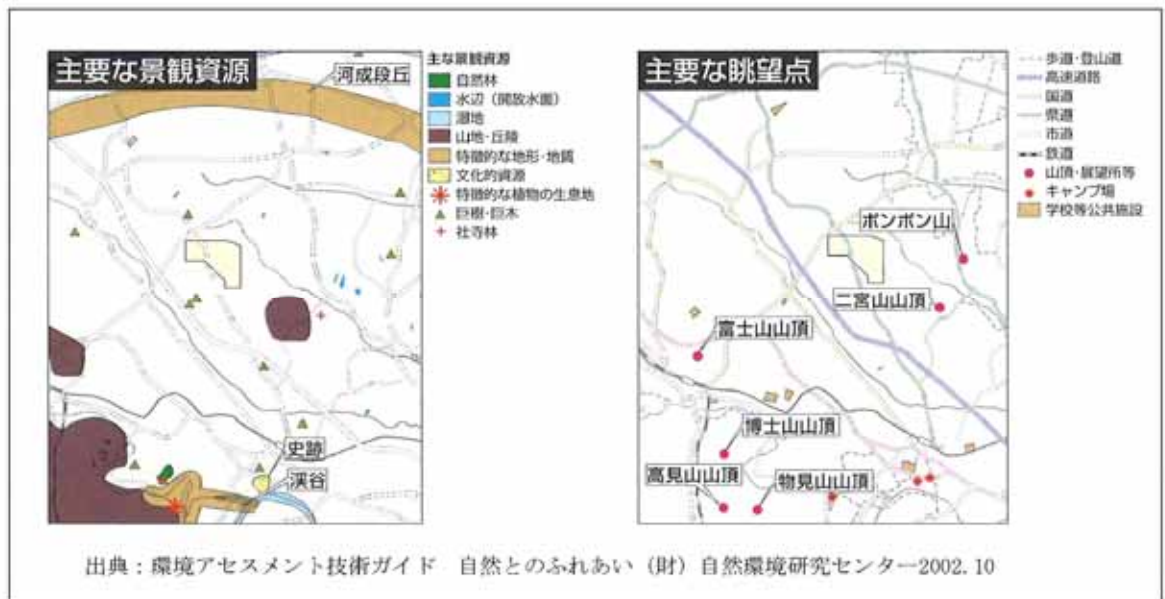 主要な景観資源
河成段丘
史跡
渓谷
主な景観資源
自然林
水辺（開放水面）
湿地
山地・丘陵
特徴的な地形・地質
文化的資源
特徴的な植物の生息地
巨樹・巨木
社寺林
主要な眺望点
ポンポン山
二宮山山頂
富士山山頂
博士山山頂
高見山山頂
物見山山頂
歩道・登山道
高速道路
国道
県道
市道
鉄道
山頂・展望所等
キャンプ場
学校等公共施設
出典：環境アセスメント技術ガイド 自然とのふれあい（財）自然環境研究センター2002.10